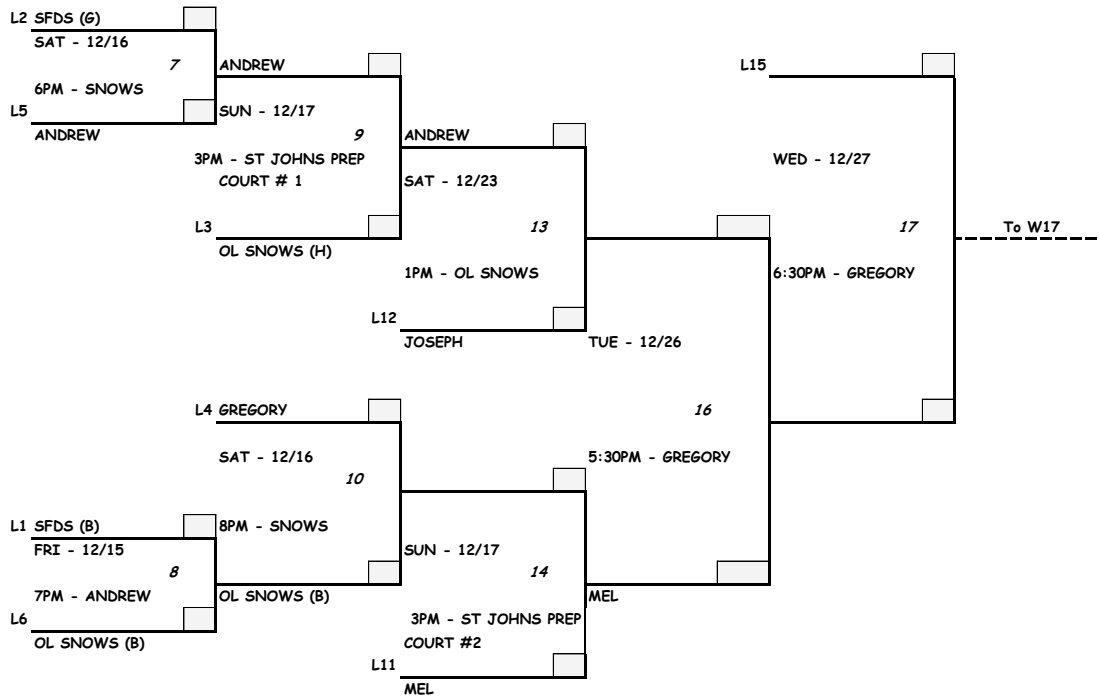 L2 SFDS (G)
SAT - 12/16
7
6PM - SNOWS
L5
ANDREW
ANDREW
SUN - 12/17
9
3PM - ST JOHNS PREP
COURT # 1
L3
OL SNOWS (H)
ANDREW
SAT - 12/23
13
1PM - OL SNOWS
L12
JOSEPH
TUE - 12/26
16
5:30PM - GREGORY
L4 GREGORY
SAT - 12/16
10
8PM - SNOWS
L1 SFDS (B)
FRI - 12/15
8
7PM - ANDREW
L6
OL SNOWS (B)
OL SNOWS (B)
SUN - 12/17
14
3PM - ST JOHNS PREP
COURT #2
L11
MEL
MEL
L15
WED - 12/27
17
6:30PM - GREGORY
To W17